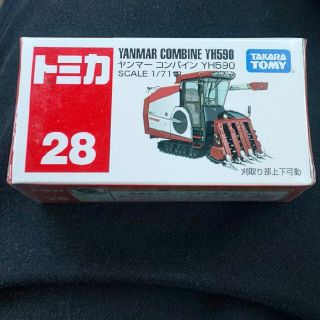 トミカ
28
YANMAR COMBINE YH590
ヤンマー コンバイン YH590
SCALE 1/71
TAKARA
TOMY
刈取り部上下可動
28